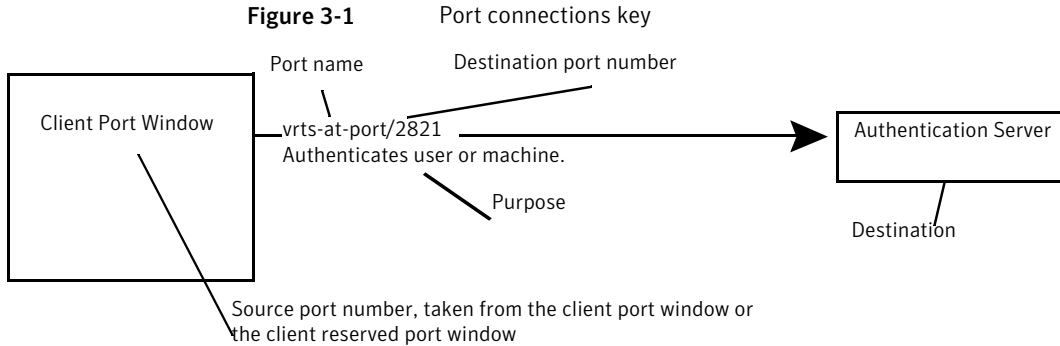 Figure 3-1 Port connections key
Port name
Destination port number
Client Port Window
vrts-at-port/2821
Authenticates user or machine.
Authentication Server
Purpose
Destination
Source port number, taken from the client port window or
the client reserved port window